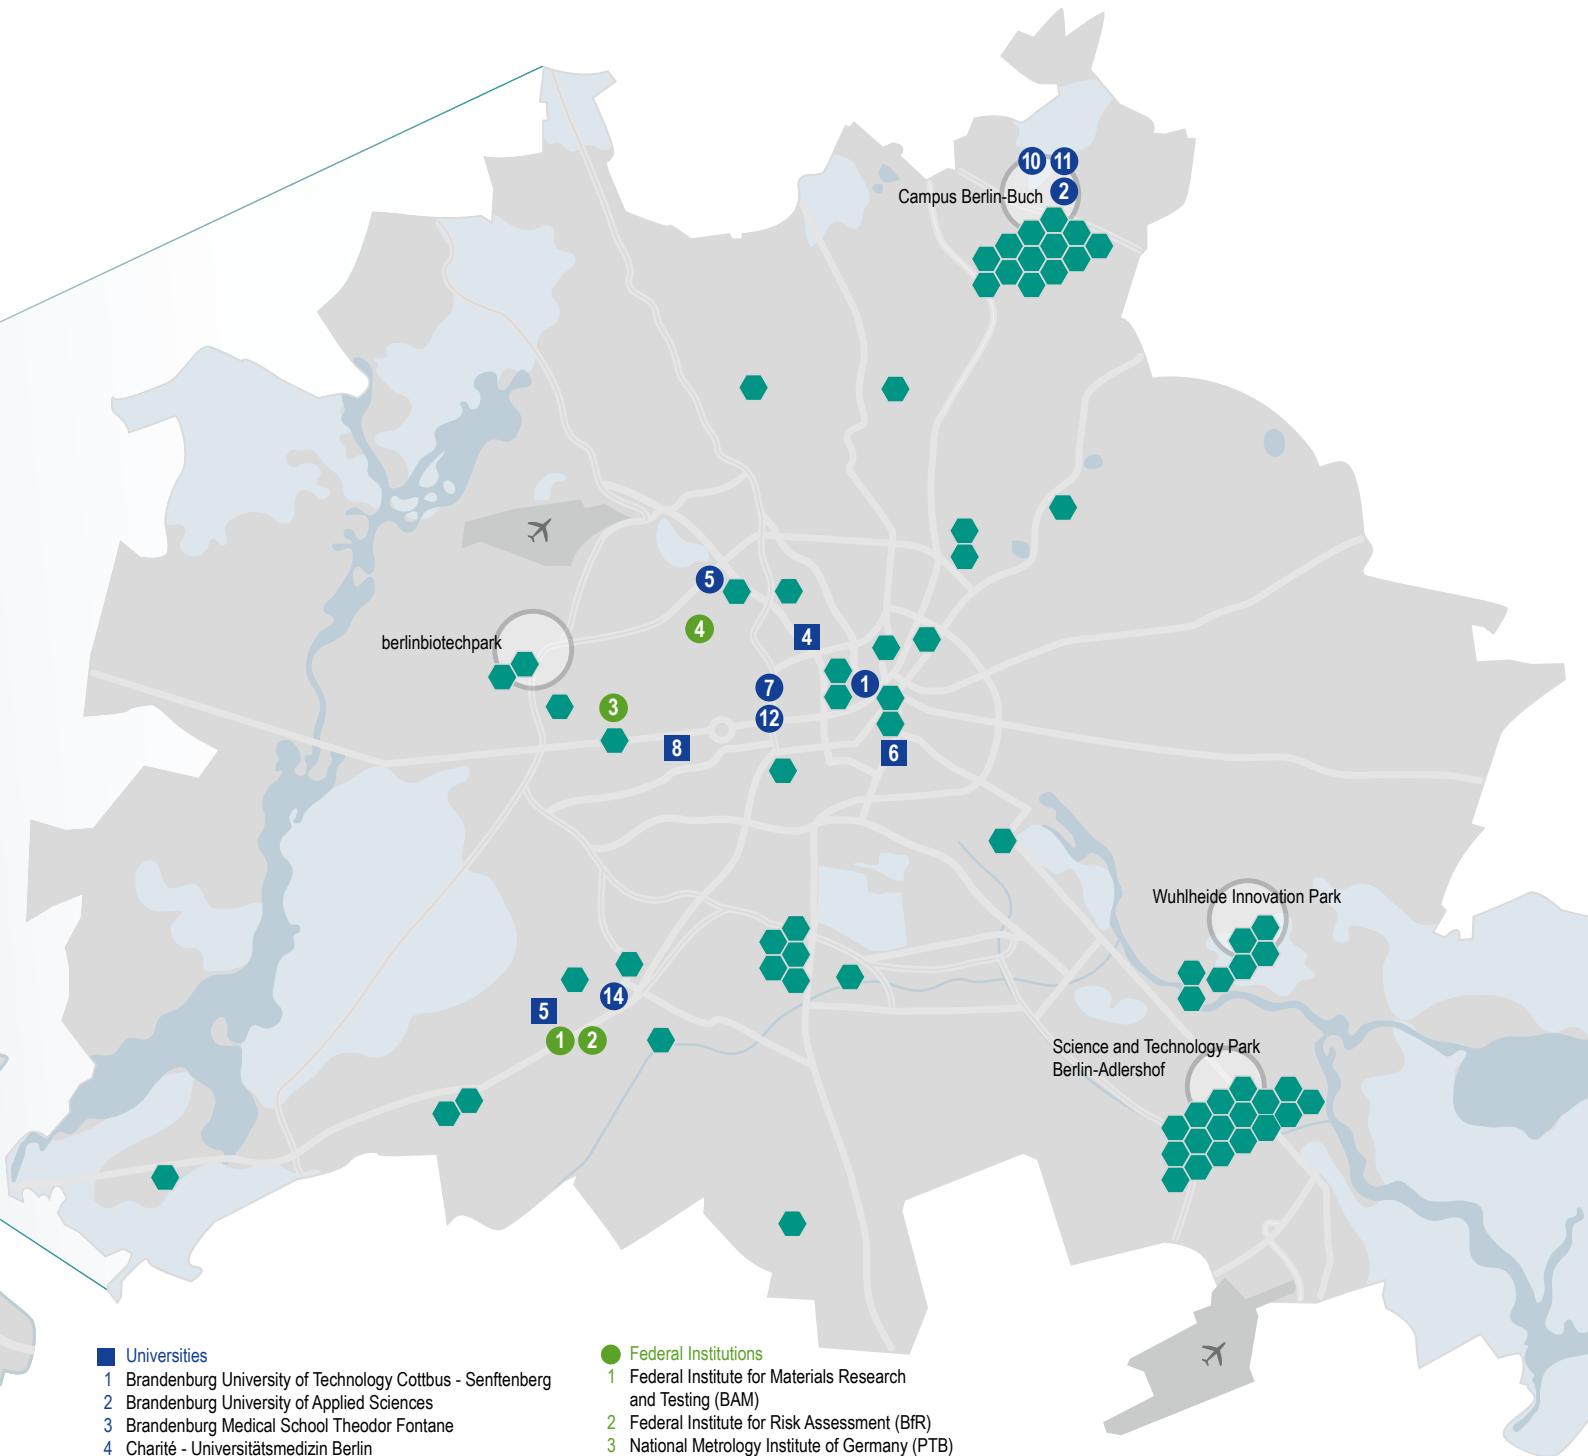 10 11
Campus Berlin-Buch 2
5
4
4
berlinbiotechpark
7
1
3
12
8
6
Wuhlheide Innovation Park
14
5
1 2
Science and Technology Park
Berlin-Adlershof
Universities
1 Brandenburg University of Technology Cottbus - Senftenberg
2 Brandenburg University of Applied Sciences
3 Brandenburg Medical School Theodor Fontane
4 Charité - Universitätsmedizin Berlin
Federal Institutions
1 Federal Institute for Materials Research
and Testing (BAM)
2 Federal Institute for Risk Assessment (BfR)
3 National Metrology Institute of Germany (PTB)